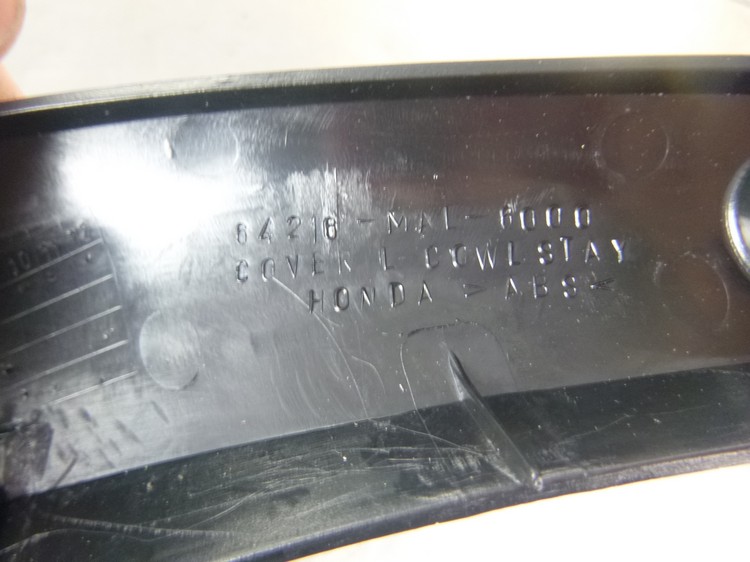 64216-MAL-6000
COVER L COWLSTAY
HONDA >ABS<